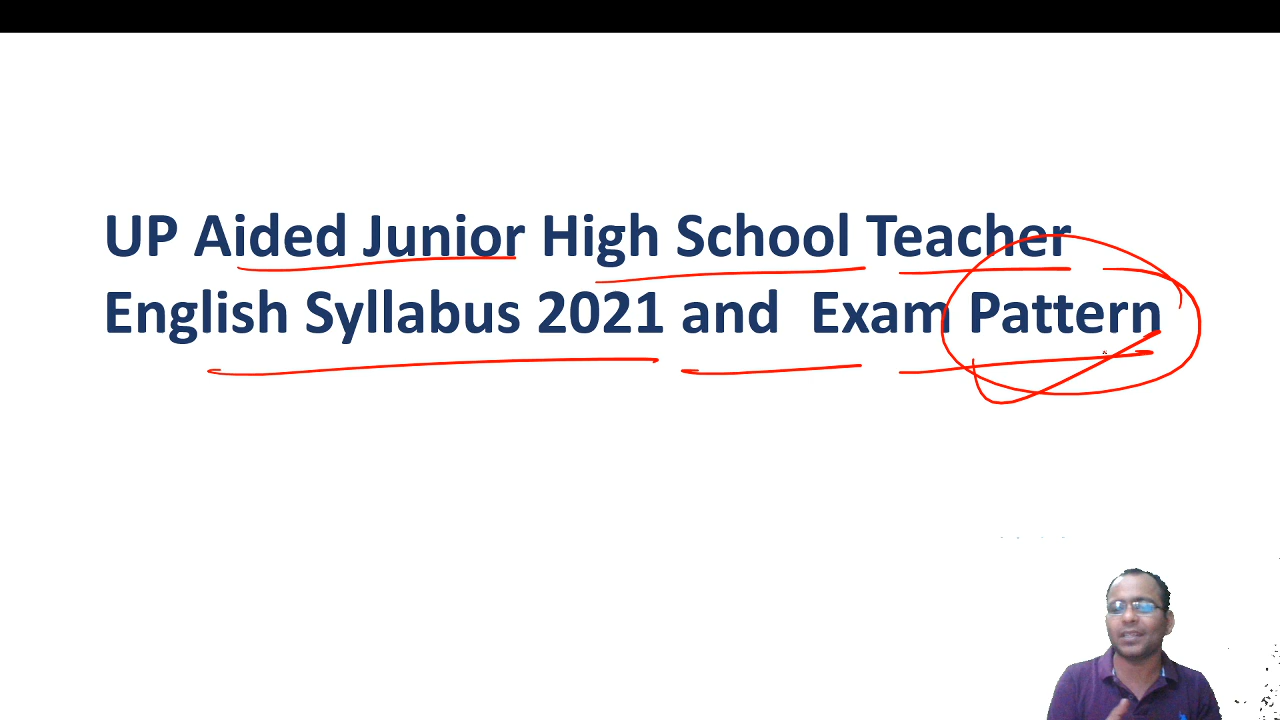 UP Aided Junior High School Teacher
English Syllabus 2021 and Exam Pattern